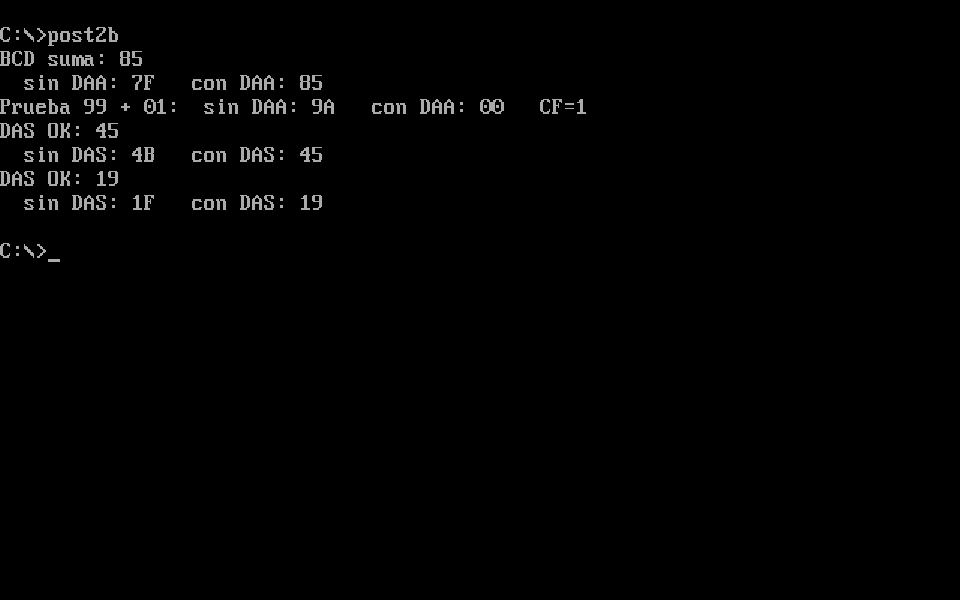 C:\>post2b
BCD suma: 85
  sin DAA: 7F   con DAA: 85
Prueba 99 + 01:  sin DAA: 9A   con DAA: 00   CF=1
DAS OK: 45
  sin DAS: 4B   con DAS: 45
DAS OK: 19
  sin DAS: 1F   con DAS: 19
C:\>_